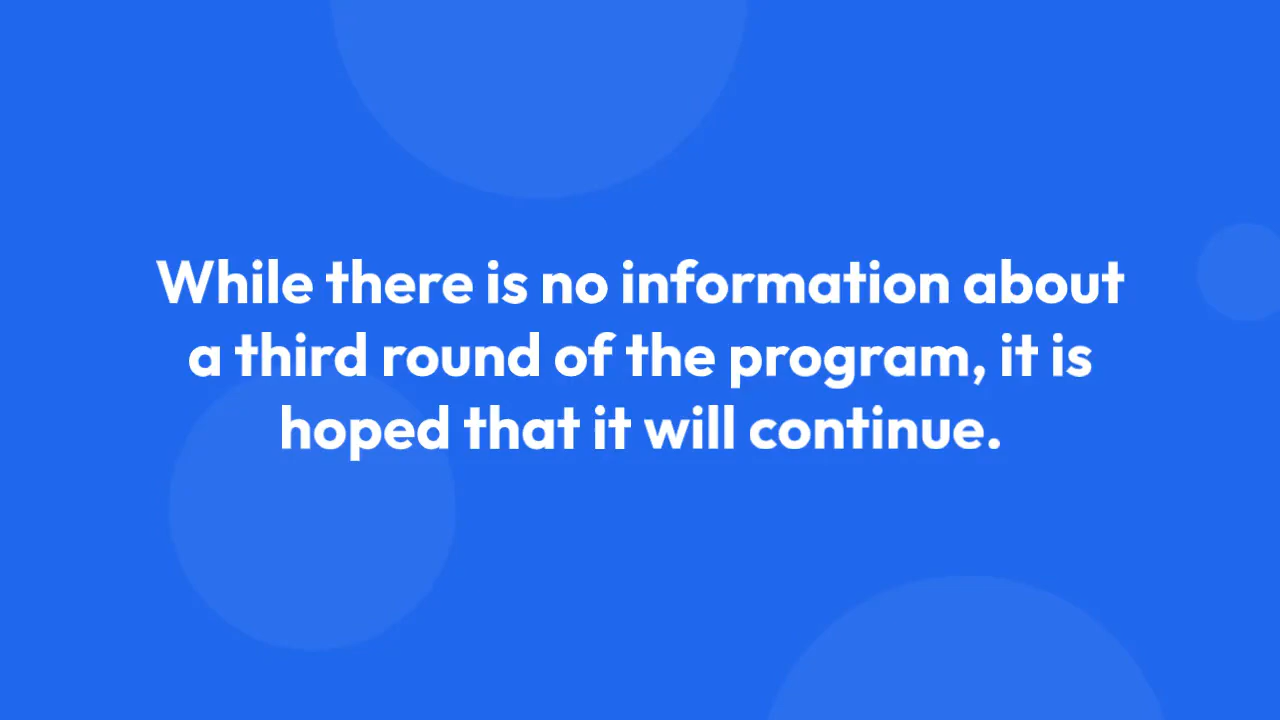 While there is no information about
a third round of the program, it is
hoped that it will continue.